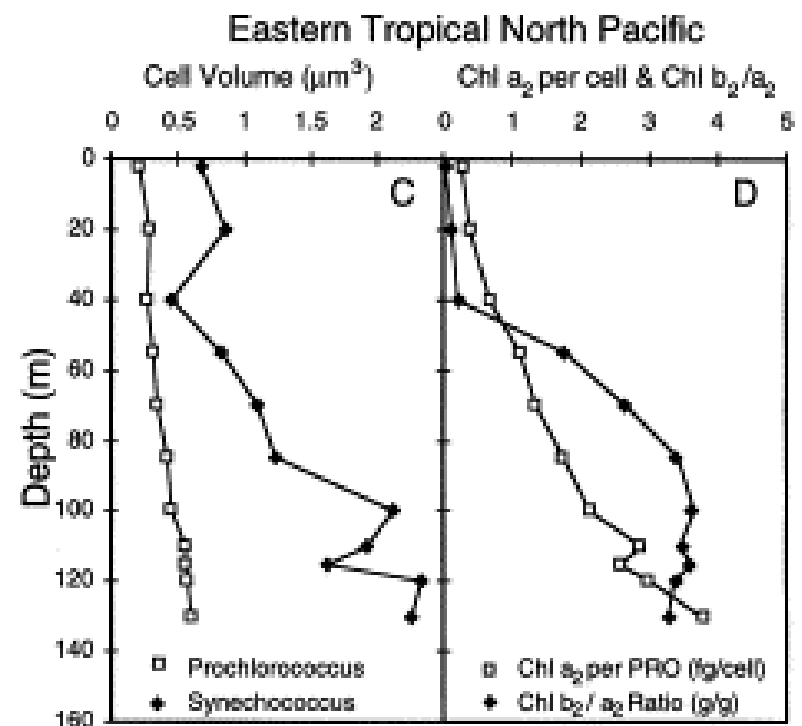 Eastern Tropical North Pacific
Cell Volume (μm³)
Chl a₂ per cell & Chl b₂/a₂
0 0.5 1 1.5 2
0 1 2 3 4 5
C
D
Depth (m)
0
20
40
60
80
100
120
140
160
Prochlorococcus
Synechococcus
Chl a₂ per PRO (fg/cell)
Chl b₂/ a₂ Ratio (g/g)